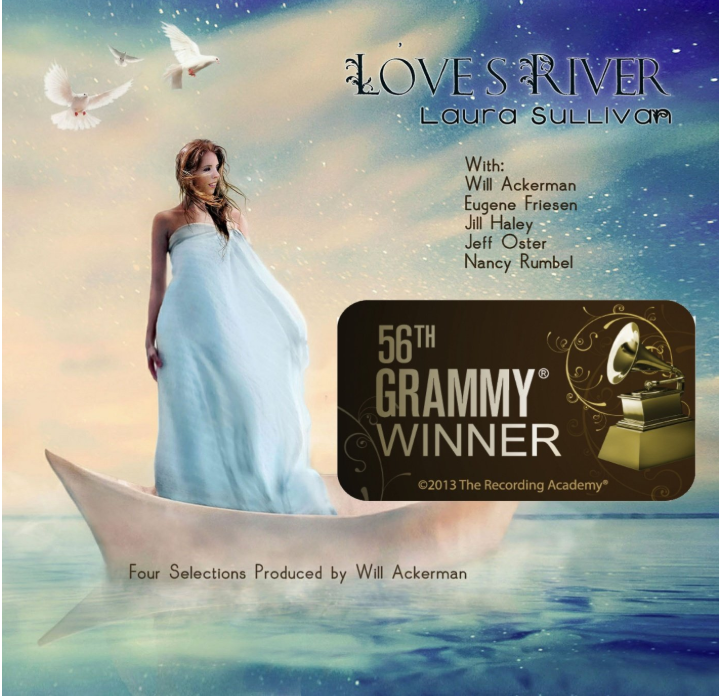 LOVE'S RIVER
Laura Sullivan
With:
Will Ackerman
Eugene Friesen
Jill Haley
Jeff Oster
Nancy Rumbel
56TH
GRAMMY®
WINNER
©2013 The Recording Academy®
Four Selections Produced by Will Ackerman